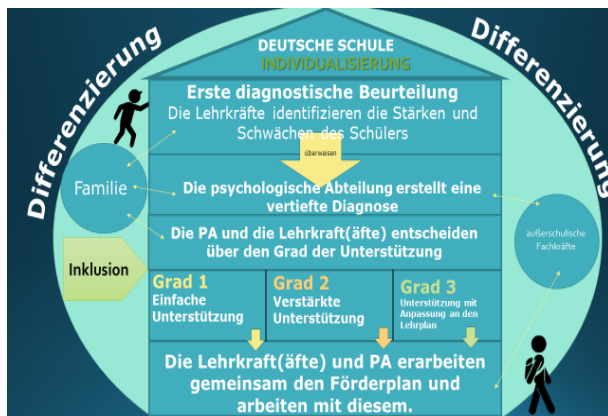 Differenzierung
Differenzierung
DEUTSCHE SCHULE
INDIVIDUALISIERUNG
Erste diagnostische Beurteilung
Die Lehrkräfte identifizieren die Stärken und
Schwächen des Schülers
überweisen
Familie
Die psychologische Abteilung erstellt eine
vertiefte Diagnose
außerschulische
Fachkräfte
Die PA und die Lehrkraft(äfte) entscheiden
über den Grad der Unterstützung
Inklusion
Grad 1
Einfache
Unterstützung
Grad 2
Verstärkte
Unterstützung
Grad 3
Unterstützung mit
Anpassung an den
Lehrplan
Die Lehrkraft(äfte) und PA erarbeiten
gemeinsam den Förderplan und
arbeiten mit diesem.